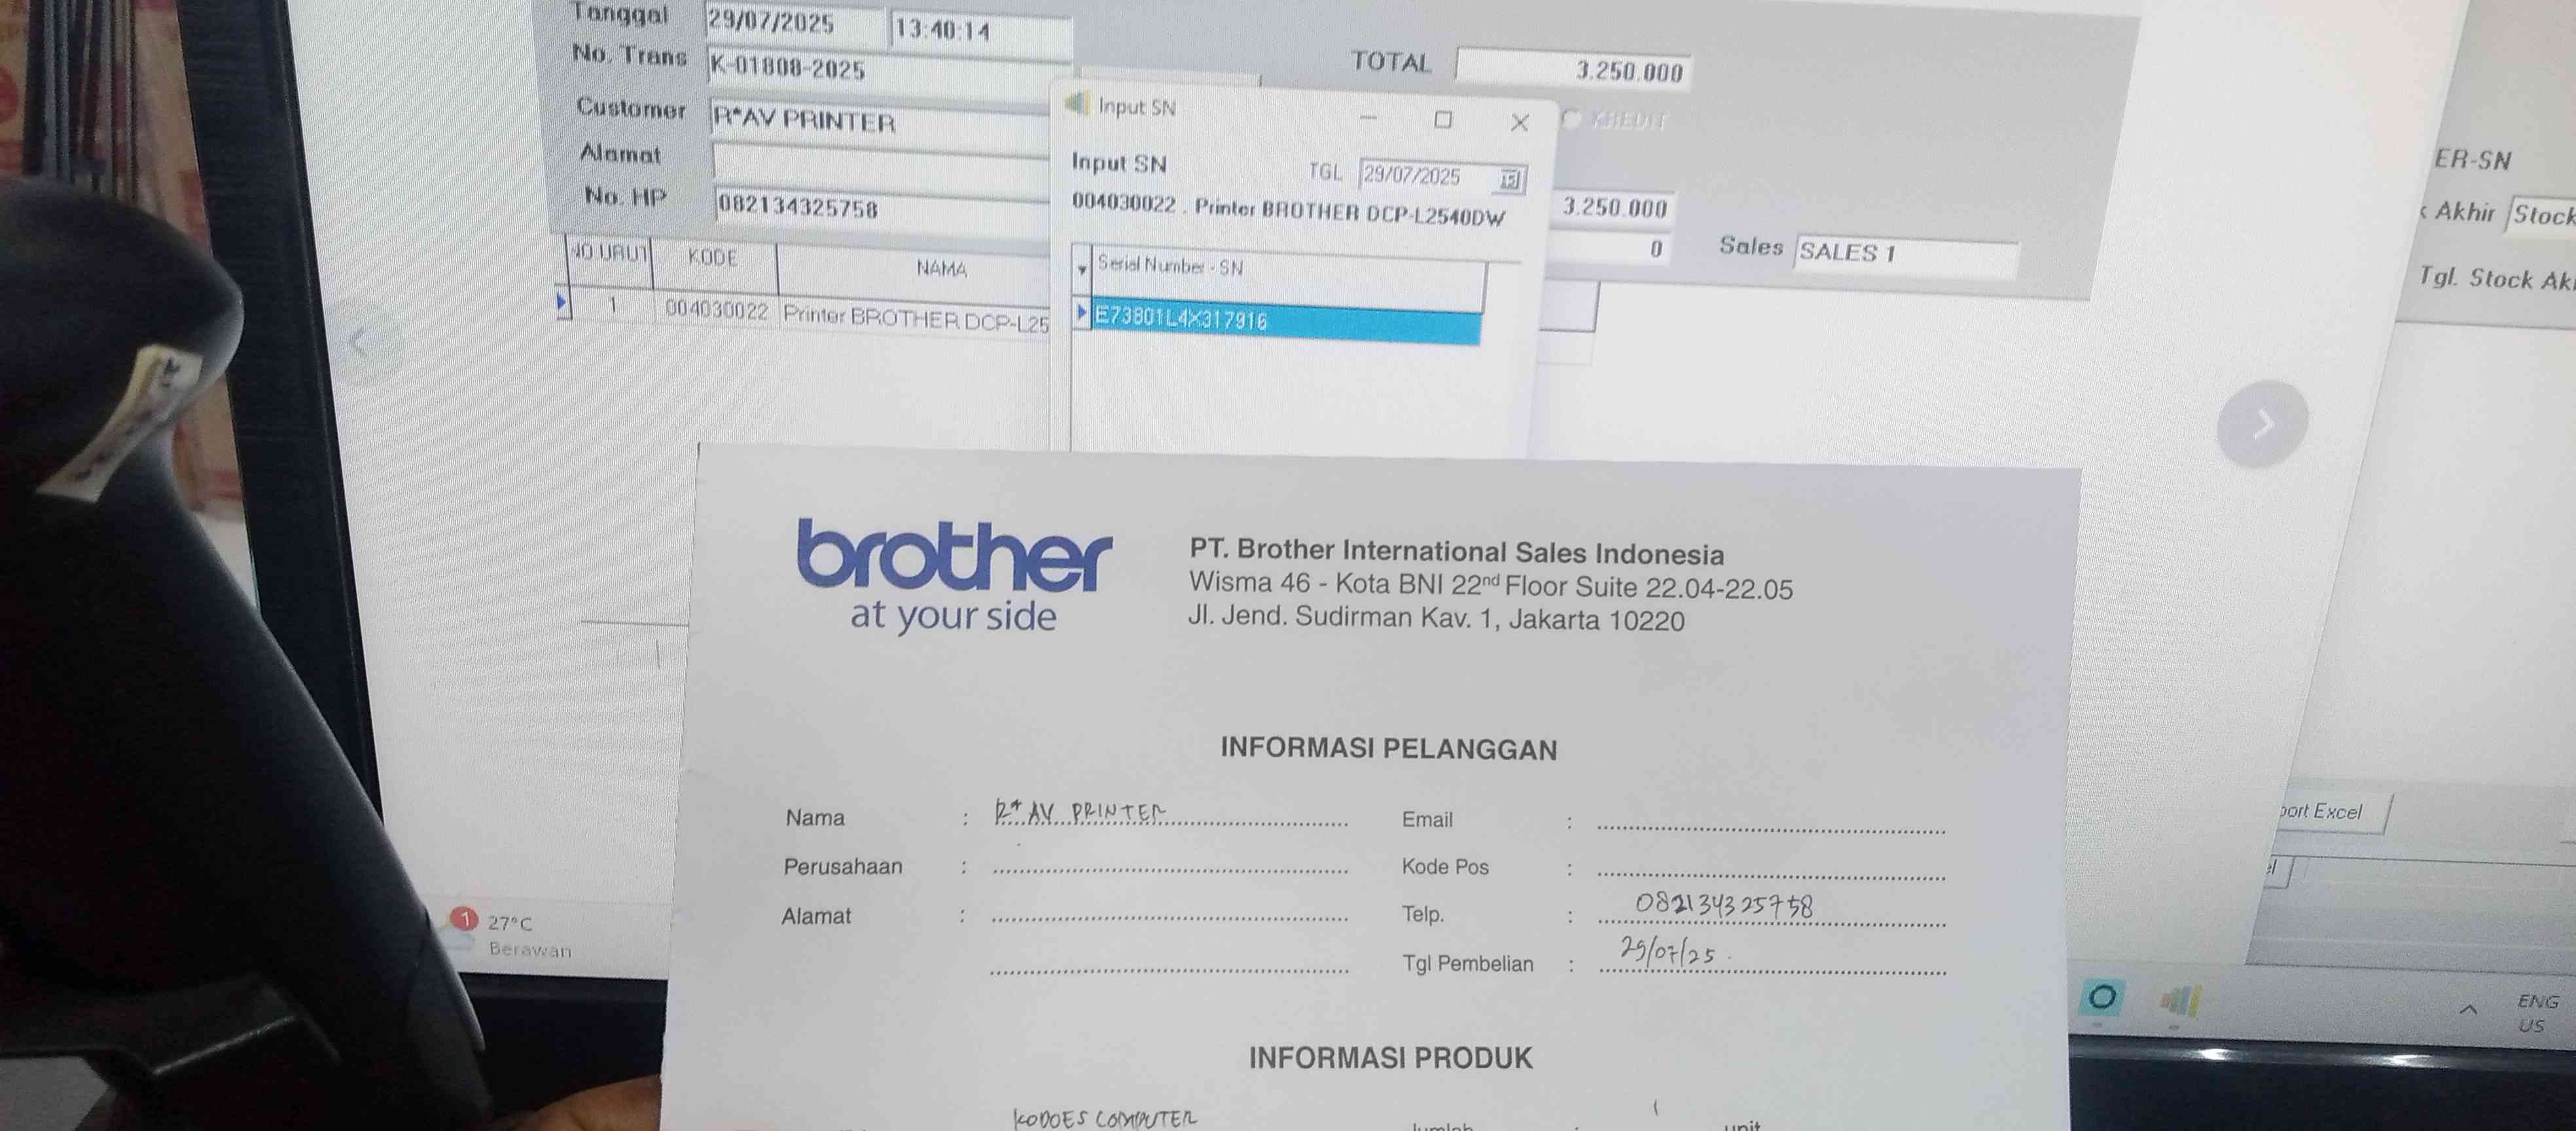 Tanggal 29/07/2025 13:40:14
No. Trans K-01808-2025
TOTAL 3.250.000
Customer R*AV PRINTER
KREDIT
Alamat
No. HP 082134325758
3.250.000
0
Sales SALES 1
NO URUT KODE NAMA
1 004030022 Printer BROTHER DCP-L25
Input SN
Input SN TGL 29/07/2025
004030022 . Printer BROTHER DCP-L2540DW
Serial Number - SN
E73801L4X317916
ER-SN
Akhir Stock
Tgl. Stock Ak
port Excel
brother
at your side
PT. Brother International Sales Indonesia
Wisma 46 - Kota BNI 22nd Floor Suite 22.04-22.05
Jl. Jend. Sudirman Kav. 1, Jakarta 10220
INFORMASI PELANGGAN
Nama : R*AV PRINTER
Email :
Perusahaan :
Kode Pos :
Alamat :
Telp. : 082134325758
Tgl Pembelian : 29/07/25
INFORMASI PRODUK
KODOES COMPUTER
Jumlah : 1 unit
1 27°C
Berawan
ENG
US